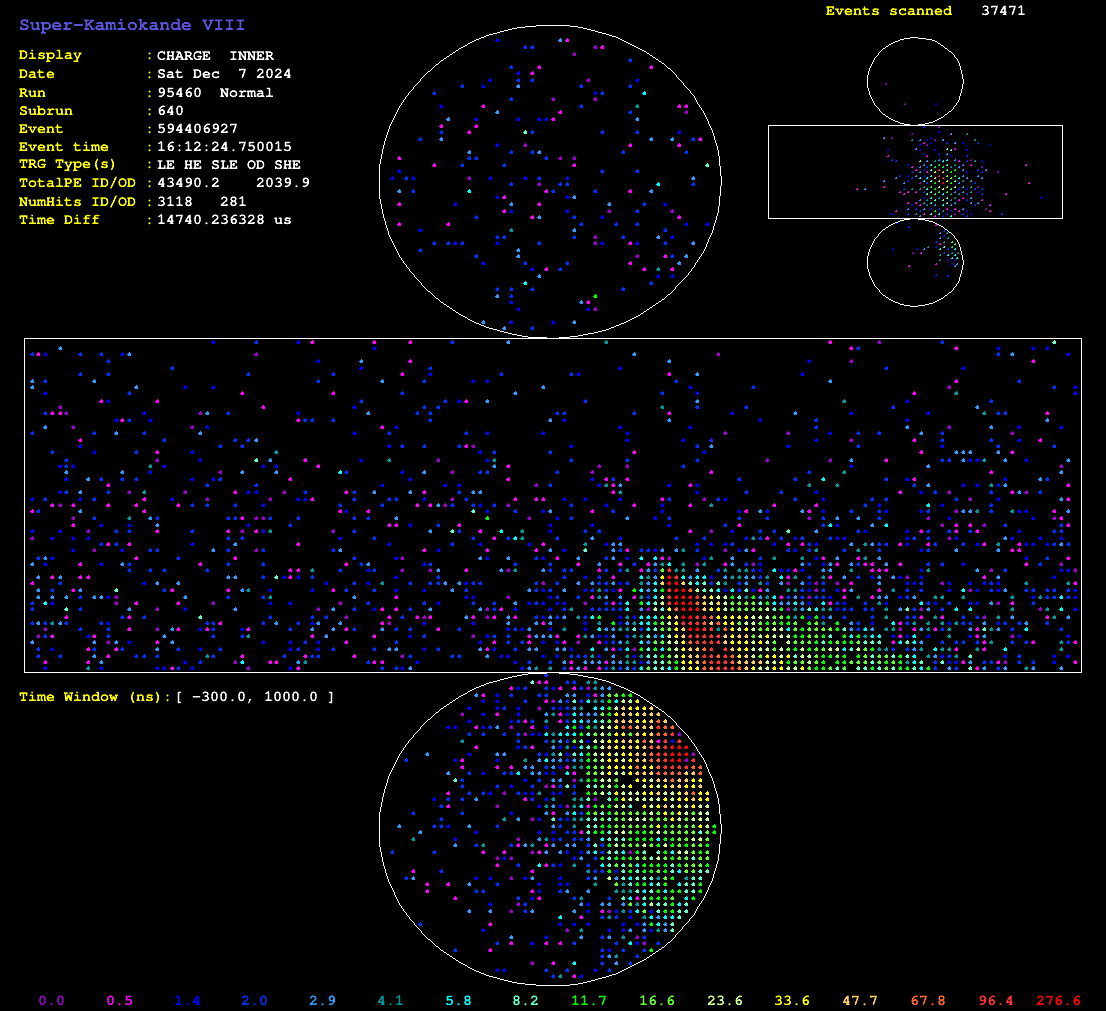 Super-Kamiokande VIII
Events scanned 37471
Display : CHARGE INNER
Date : Sat Dec 7 2024
Run : 95460 Normal
Subrun : 640
Event : 594406927
Event time : 16:12:24.750015
TRG Type(s) : LE HE SLE OD SHE
TotalPE ID/OD : 43490.2 2039.9
NumHits ID/OD : 3118 281
Time Diff : 14740.236328 us
Time Window (ns): [ -300.0, 1000.0 ]
0.0 0.5 1.4 2.0 2.9 4.1 5.8 8.2 11.7 16.6 23.6 33.6 47.7 67.8 96.4 276.6